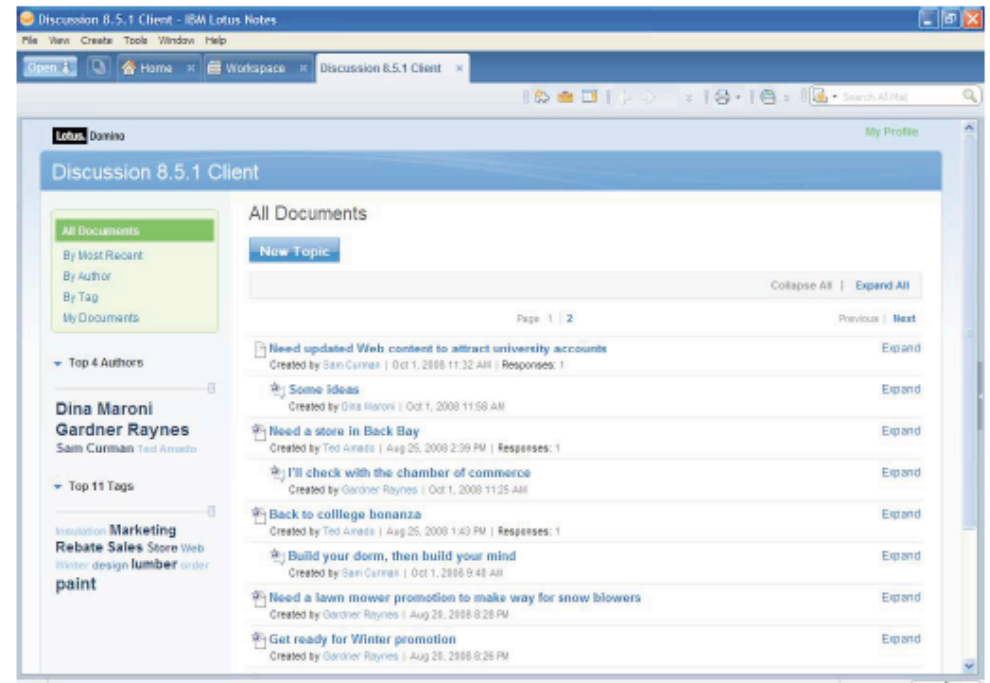 Discussion 8.5.1 Client - IBM Lotus Notes
File View Create Tools Window Help
Open Home Workspace Discussion 8.5.1 Client
Search All Mail
Lotus. Domino
My Profile
Discussion 8.5.1 Client
All Documents
By Most Recent
By Author
By Tag
My Documents
Top 4 Authors
Dina Maroni
Gardner Raynes
Sam Curman Ted Amado
Top 11 Tags
Insulation Marketing
Rebate Sales Store Web
Winter design lumber order
paint
All Documents
New Topic
Collapse All | Expand All
Page 1 | 2
Previous | Next
Need updated Web content to attract university accounts Expand
Created by Sam Curman | Oct 1, 2008 11:32 AM | Responses: 1
Some ideas Expand
Created by Dina Maroni | Oct 1, 2008 11:58 AM
Need a store in Back Bay Expand
Created by Ted Amado | Aug 25, 2008 2:39 PM | Responses: 1
I'll check with the chamber of commerce Expand
Created by Gardner Raynes | Oct 1, 2008 11:25 AM
Back to colllege bonanza Expand
Created by Ted Amado | Aug 25, 2008 1:43 PM | Responses: 1
Build your dorm, then build your mind Expand
Created by Sam Curman | Oct 1, 2008 9:40 AM
Need a lawn mower promotion to make way for snow blowers Expand
Created by Gardner Raynes | Aug 20, 2008 8:28 PM
Get ready for Winter promotion Expand
Created by Gardner Raynes | Aug 20, 2008 8:26 PM